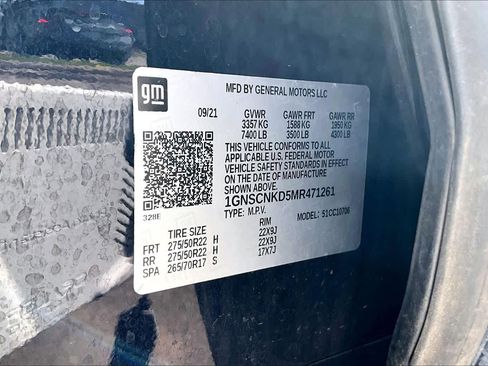 gm
MFD BY GENERAL MOTORS LLC
09/21 GVWR GAWR FRT GAWR RR
3357 KG 1588 KG 1950 KG
7400 LB 3500 LB 4300 LB
THIS VEHICLE CONFORMS TO ALL
APPLICABLE U.S. FEDERAL MOTOR
VEHICLE SAFETY STANDARDS IN EFFECT
ON THE DATE OF MANUFACTURE
SHOWN ABOVE.
1GNSCNKD5MR471261
TYPE: M.P.V. MODEL: 51CC10706
328E
TIRE SIZE RIM
FRT 275/50R22 H 22X9J
RR 275/50R22 H 22X9J
SPA 265/70R17 S 17X7J